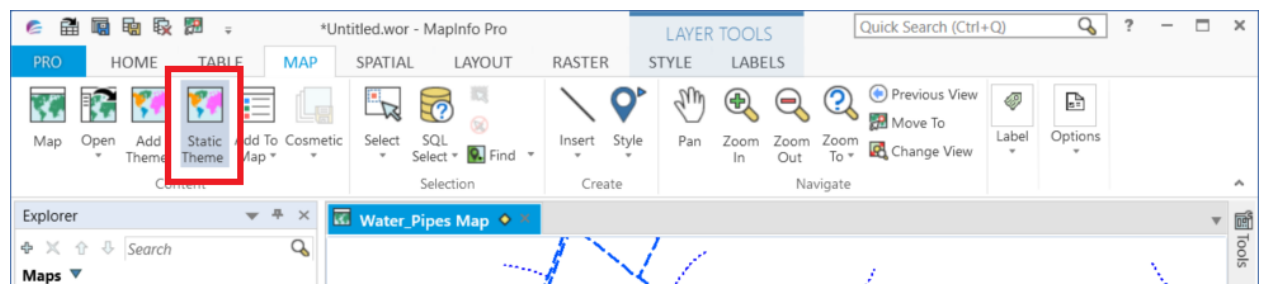 *Untitled.wor - MapInfo Pro
LAYER TOOLS
Quick Search (Ctrl+Q)
?
PRO HOME TABLE MAP SPATIAL LAYOUT RASTER STYLE LABELS
Map Open Add Theme Static Theme Add To Map Cosmetic
Content
Select SQL Select Find
Selection
Insert Style
Create
Pan Zoom In Zoom Out Zoom To
Previous View
Move To
Change View
Navigate
Label Options
Explorer
Search
Maps
Water_Pipes Map
Tools